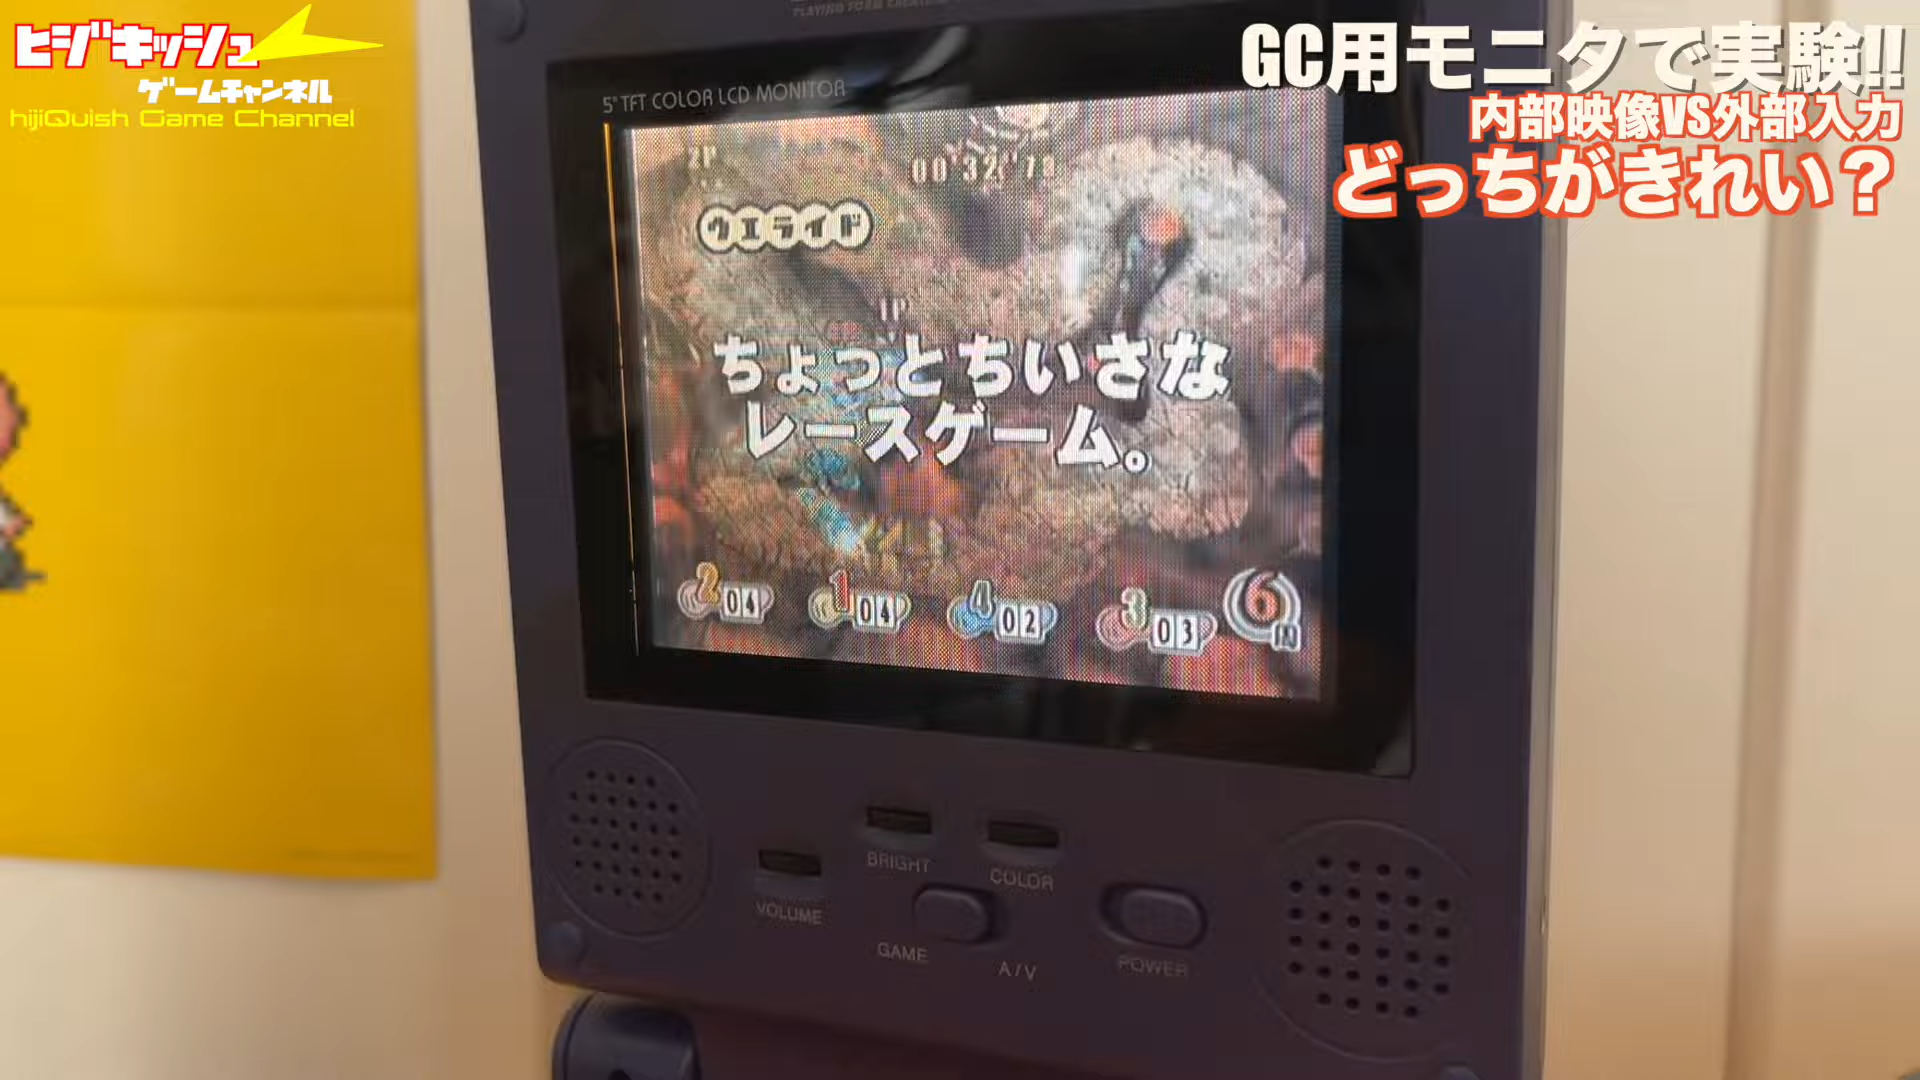 ヒジキッシュ
ゲームチャンネル
hijiQuish Game Channel
GC用モニタで実験!!
内部映像VS外部入力
どっちがきれい？
5" TFT COLOR LCD MONITOR
2P
00'32"78
ウエライド
1P
ちょっとちいさな
レースゲーム。
2 04
1 04
4 02
3 03
6
BRIGHT
COLOR
VOLUME
GAME
A/V
POWER